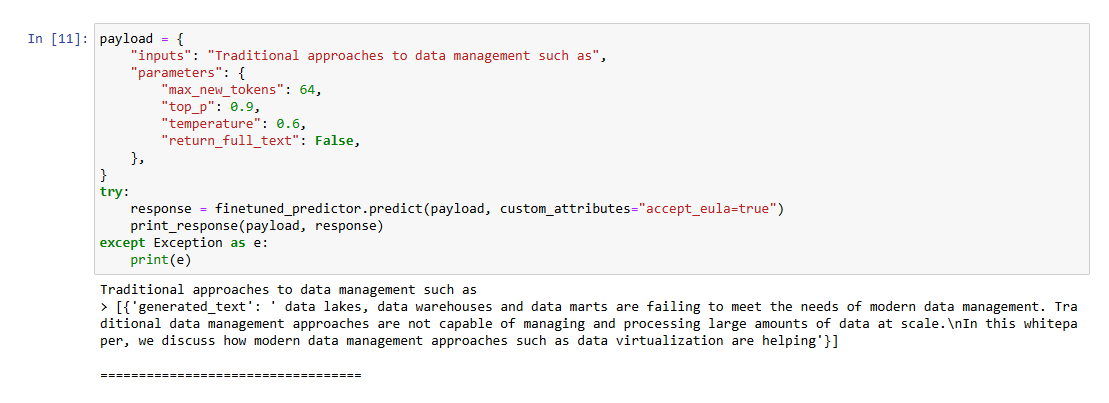 In [11]: payload = {
    "inputs": "Traditional approaches to data management such as",
    "parameters": {
        "max_new_tokens": 64,
        "top_p": 0.9,
        "temperature": 0.6,
        "return_full_text": False,
    },
}
try:
    response = finetuned_predictor.predict(payload, custom_attributes="accept_eula=true")
    print_response(payload, response)
except Exception as e:
    print(e)
Traditional approaches to data management such as
> [{'generated_text': ' data lakes, data warehouses and data marts are failing to meet the needs of modern data management. Tra
ditional data management approaches are not capable of managing and processing large amounts of data at scale.\nIn this whitepa
per, we discuss how modern data management approaches such as data virtualization are helping'}]
==================================